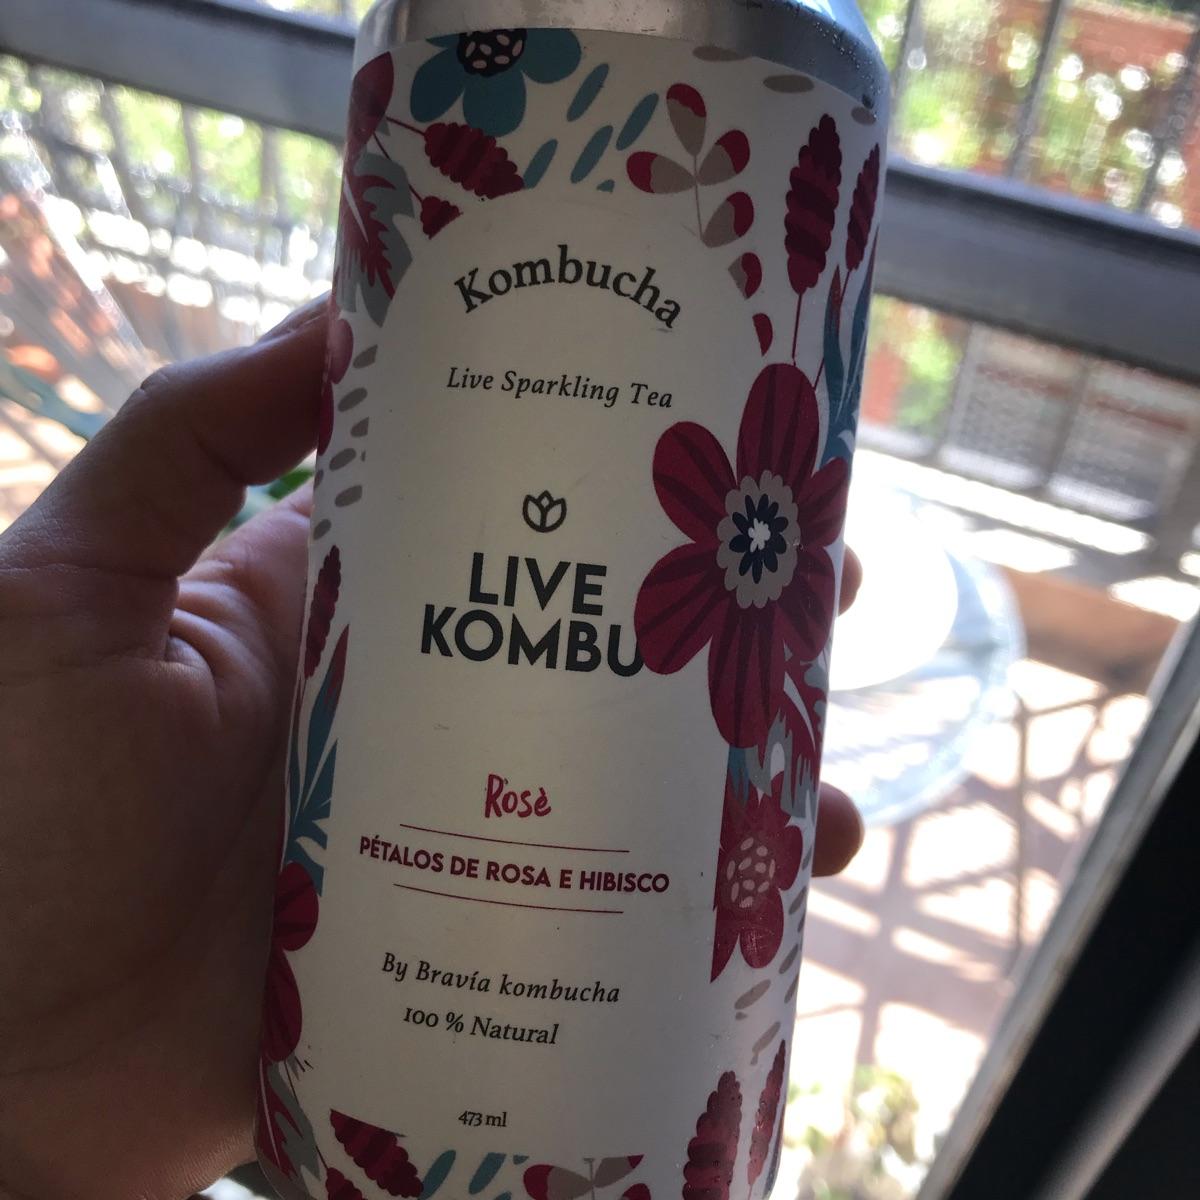 Kombucha
Live Sparkling Tea
LIVE
KOMBU
Rosè
PÉTALOS DE ROSA E HIBISCO
By Bravía kombucha
100 % Natural
473 ml